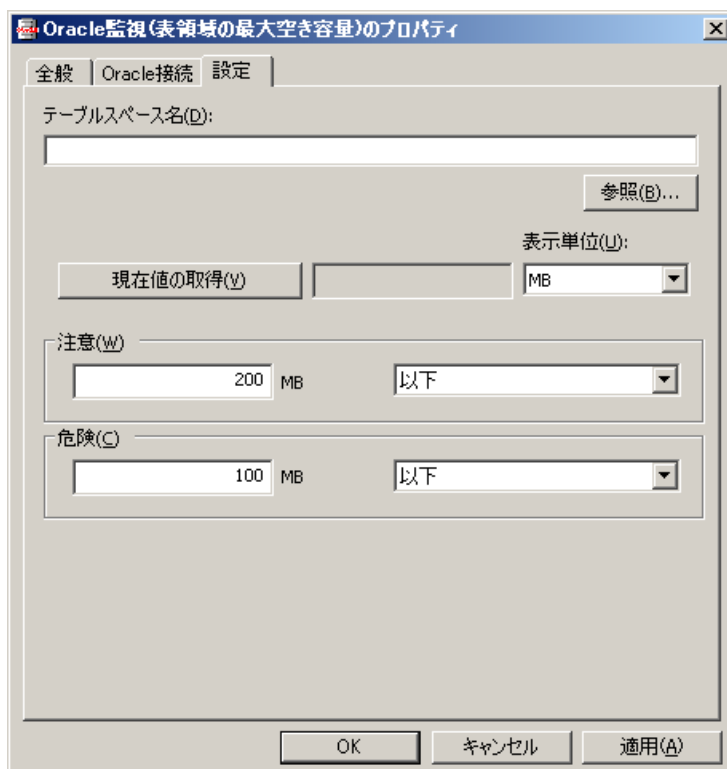 Oracle監視(表領域の最大空き容量)のプロパティ
全般 Oracle接続 設定
テーブルスペース名(D):
参照(B)...
表示単位(U):
現在値の取得(V) MB
注意(W)
200 MB 以下
危険(C)
100 MB 以下
OK キャンセル 適用(A)